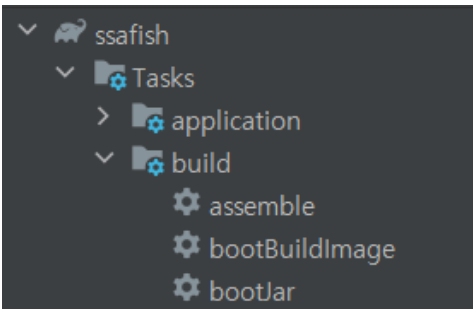 ssafish
Tasks
application
build
assemble
bootBuildImage
bootJar